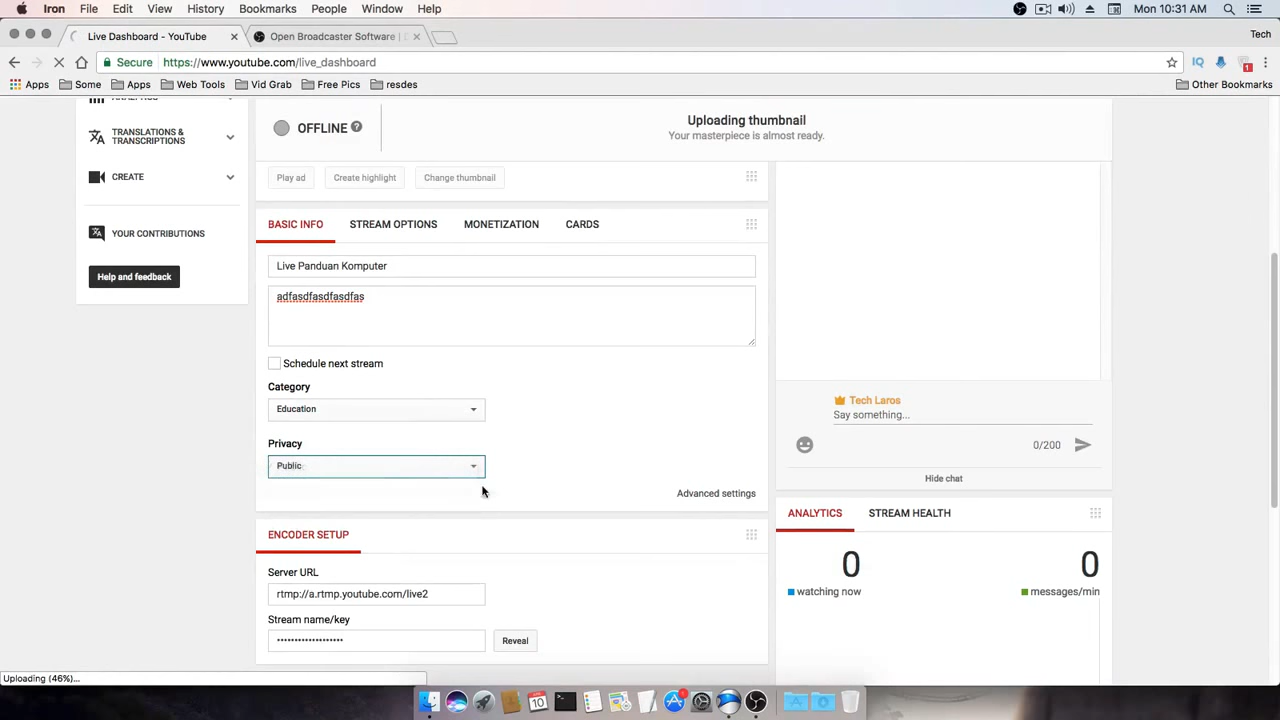 Iron File Edit View History Bookmarks People Window Help Mon 10:31 AM
Live Dashboard - YouTube Open Broadcaster Software | Tech
Secure https://www.youtube.com/live_dashboard
Apps Some Apps Web Tools Vid Grab Free Pics resdes Other Bookmarks
ANALYTICS
TRANSLATIONS &
TRANSCRIPTIONS
CREATE
YOUR CONTRIBUTIONS
Help and feedback
OFFLINE ?
Uploading thumbnail
Your masterpiece is almost ready.
Play ad Create highlight Change thumbnail
BASIC INFO STREAM OPTIONS MONETIZATION CARDS
Live Panduan Komputer
adfasdfasdfasdfas
Schedule next stream
Category
Education
Privacy
Public
Advanced settings
ENCODER SETUP
Server URL
rtmp://a.rtmp.youtube.com/live2
Stream name/key
••••••••••••••••••• Reveal
Tech Laros
Say something...
0/200
Hide chat
ANALYTICS STREAM HEALTH
0 0
watching now messages/min
Uploading (46%)...